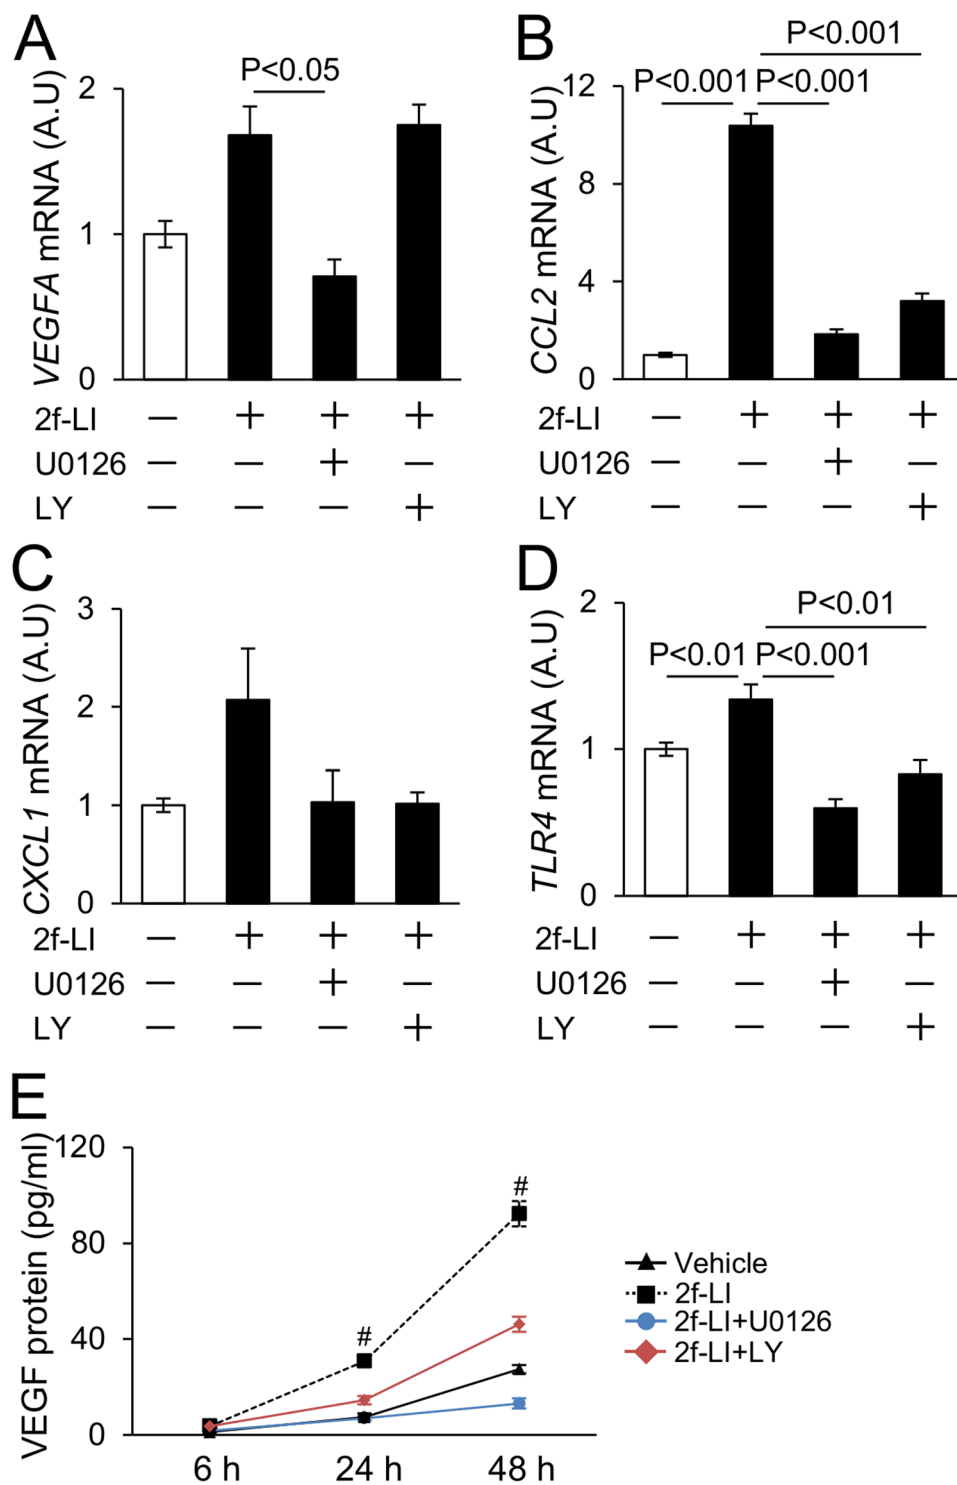 A
VEGFA mRNA (A.U)
2
1
0
P<0.05
2f-LI — + + +
U0126 — — + —
LY — — — +
B
CCL2 mRNA (A.U)
12
8
4
0
P<0.001
P<0.001 P<0.001
2f-LI — + + +
U0126 — — + —
LY — — — +
C
CXCL1 mRNA (A.U)
3
2
1
0
2f-LI — + + +
U0126 — — + —
LY — — — +
D
TLR4 mRNA (A.U)
2
1
0
P<0.01
P<0.01 P<0.001
2f-LI — + + +
U0126 — — + —
LY — — — +
E
VEGF protein (pg/ml)
120
80
40
0
#
#
6 h 24 h 48 h
Vehicle
2f-LI
2f-LI+U0126
2f-LI+LY